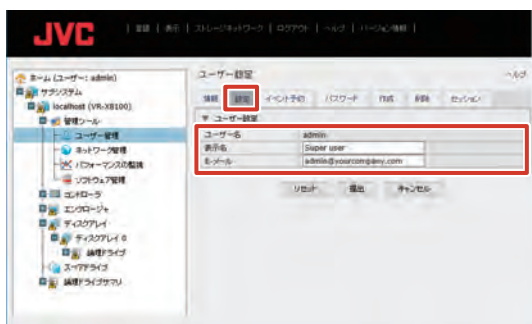 JVC
| 言語 | 表示 | ストレージネットワーク | ログアウト | ヘルプ | バージョン情報 |
ホーム (ユーザー: admin)
サブシステム
localhost (VR-X8100)
管理ツール
ユーザー管理
ネットワーク管理
パフォーマンスの監視
ソフトウェア管理
コントローラ
エンクロージャ
ディスクアレイ
ディスクアレイ 0
論理ドライブ
スペアドライブ
論理ドライブサマリ
ユーザー設定 ヘルプ
情報 設定 イベント予約 パスワード 作成 削除 セッション
▼ ユーザー設定
ユーザー名 admin
表示名 Super user
E-メール admin@yourcompany.com
リセット 提出 キャンセル